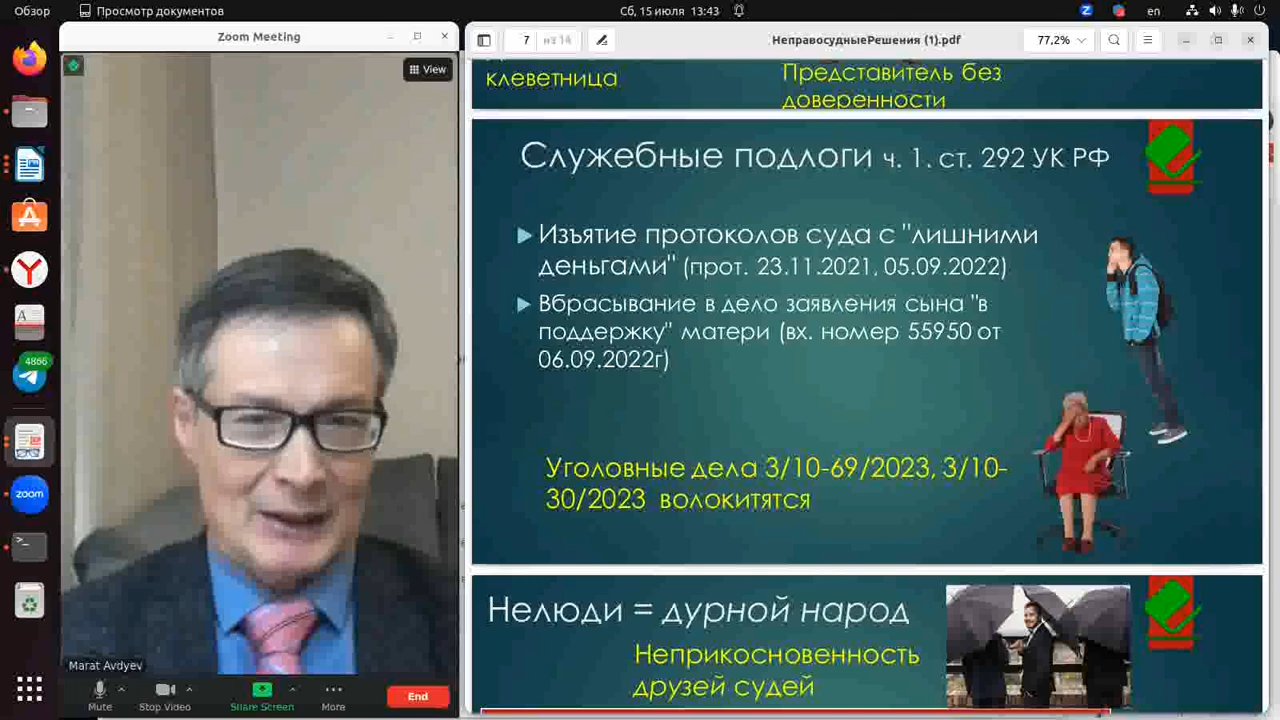 Обзор
Просмотр документов
Сб, 15 июля 13:43
en
Zoom Meeting
View
7
из 14
НеправосудныеРешения (1).pdf
77,2%
клеветница
Представитель без
доверенности
Служебные подлоги ч. 1. ст. 292 УК РФ
Изъятие протоколов суда с "лишними
деньгами" (прот. 23.11.2021, 05.09.2022)
Вбрасывание в дело заявления сына "в
поддержку" матери (вх. номер 55950 от
06.09.2022г)
Уголовные дела 3/10-69/2023, 3/10-
30/2023 волокитятся
Нелюди = дурной народ
Неприкосновенность
друзей судей
4866
zoom
Marat Avdyev
Mute
Stop Video
Share Screen
More
End